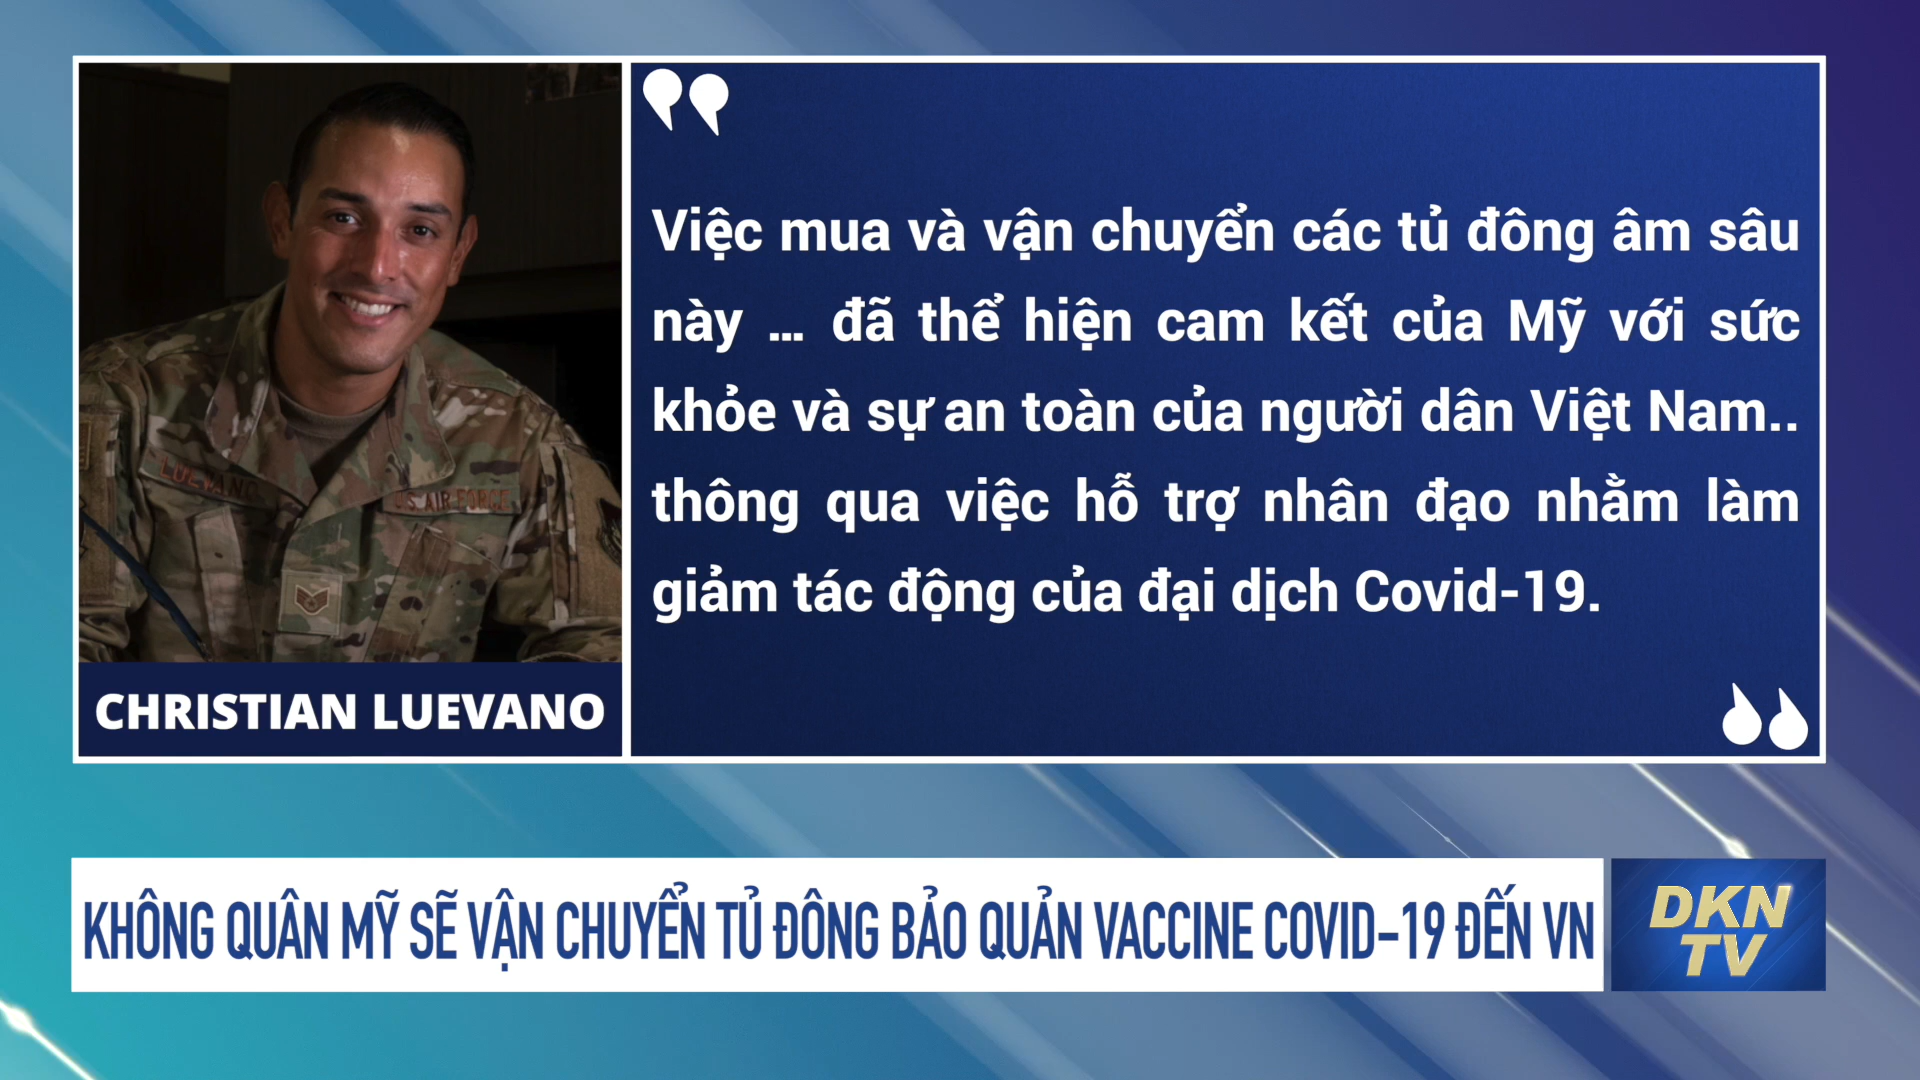 Việc mua và vận chuyển các tủ đông âm sâu
này ... đã thể hiện cam kết của Mỹ với sức
khỏe và sự an toàn của người dân Việt Nam..
thông qua việc hỗ trợ nhân đạo nhằm làm
giảm tác động của đại dịch Covid-19.
LUEVANO
U.S. AIR FORCE
CHRISTIAN LUEVANO
KHÔNG QUÂN MỸ SẼ VẬN CHUYỂN TỦ ĐÔNG BẢO QUẢN VACCINE COVID-19 ĐẾN VN
DKN
TV